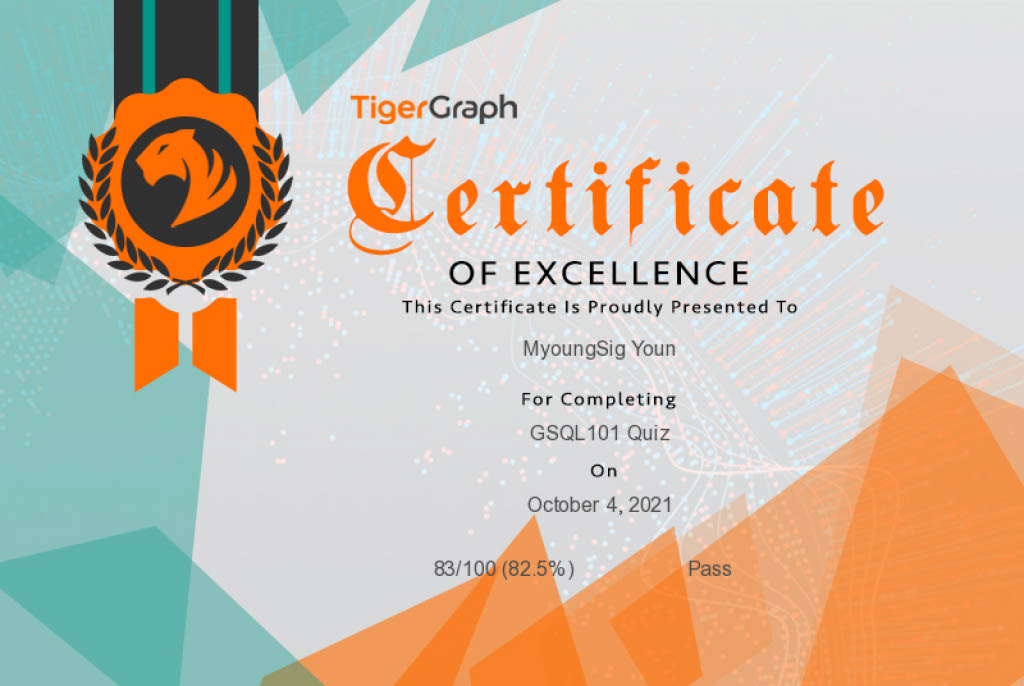 TigerGraph
Certificate
OF EXCELLENCE
This Certificate Is Proudly Presented To
MyoungSig Youn
For Completing
GSQL101 Quiz
On
October 4, 2021
83/100 (82.5%) Pass